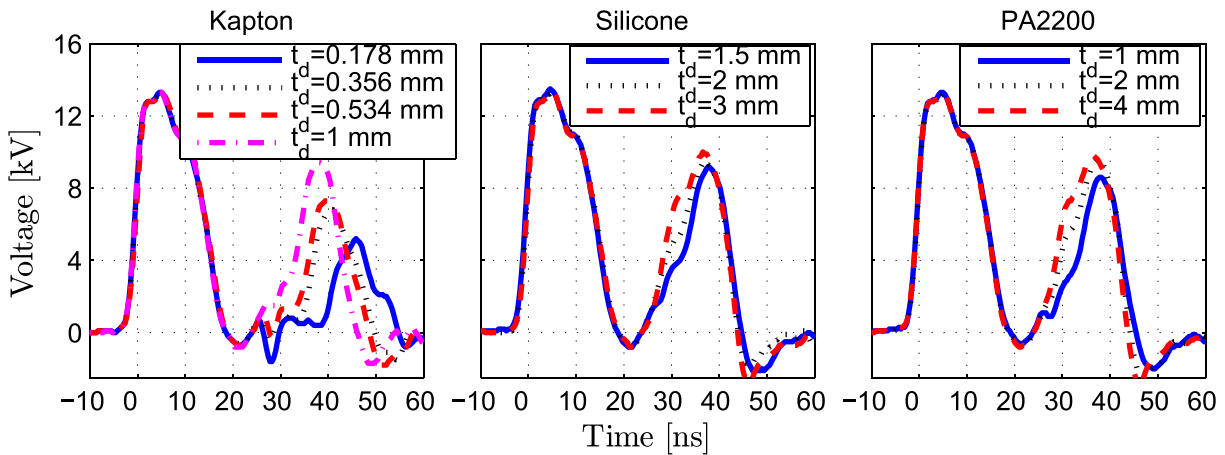 Kapton
Silicone
PA2200
Voltage [kV]
16
12
8
4
0
t_d=0.178 mm
t_d=0.356 mm
t_d=0.534 mm
t_d=1 mm
t_d=1.5 mm
t_d=2 mm
t_d=3 mm
t_d=1 mm
t_d=2 mm
t_d=4 mm
−10 0 10 20 30 40 50 60
−10 0 10 20 30 40 50 60
−10 0 10 20 30 40 50 60
Time [ns]